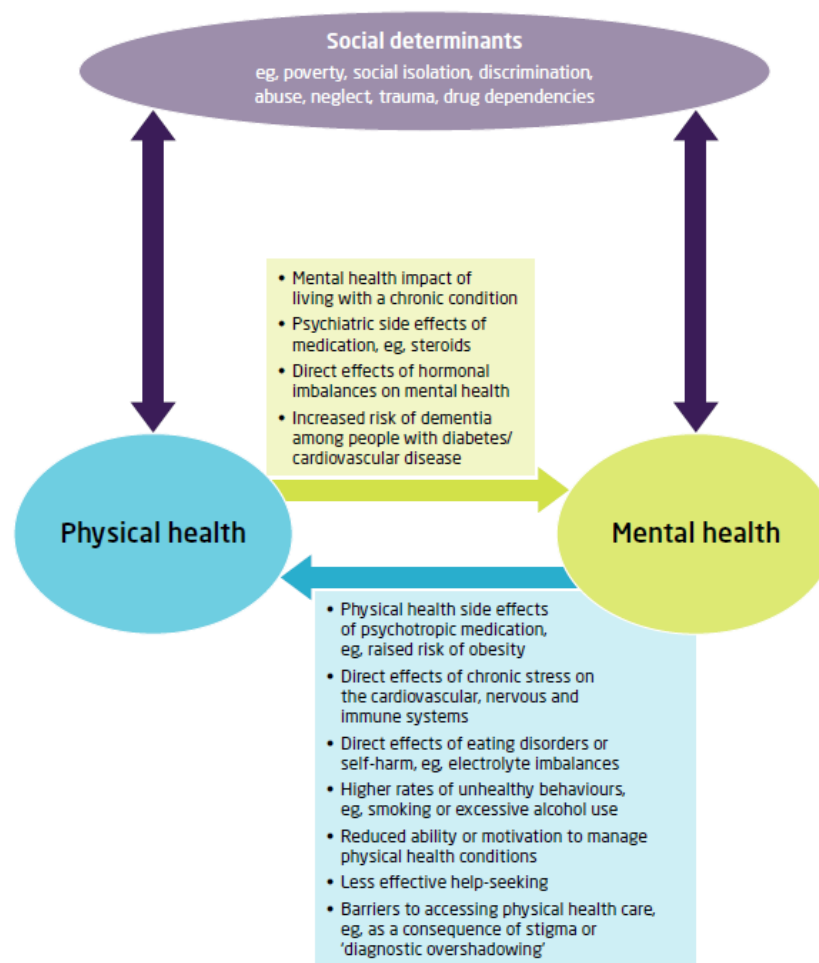 Social determinants
eg, poverty, social isolation, discrimination,
abuse, neglect, trauma, drug dependencies
• Mental health impact of
living with a chronic condition
• Psychiatric side effects of
medication, eg, steroids
• Direct effects of hormonal
imbalances on mental health
• Increased risk of dementia
among people with diabetes/
cardiovascular disease
Physical health
Mental health
• Physical health side effects
of psychotropic medication,
eg, raised risk of obesity
• Direct effects of chronic stress on
the cardiovascular, nervous and
immune systems
• Direct effects of eating disorders or
self-harm, eg, electrolyte imbalances
• Higher rates of unhealthy behaviours,
eg, smoking or excessive alcohol use
• Reduced ability or motivation to manage
physical health conditions
• Less effective help-seeking
• Barriers to accessing physical health care,
eg, as a consequence of stigma or
‘diagnostic overshadowing’